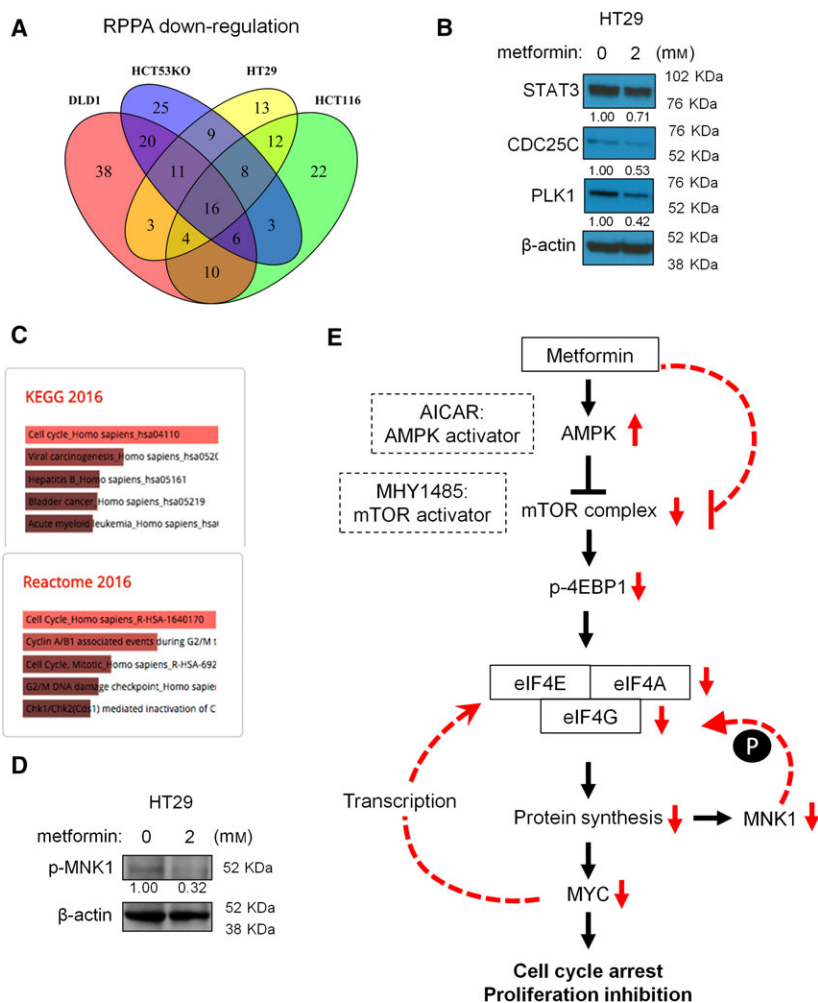 A
RPPA down-regulation
HCT53KO
HT29
DLD1
HCT116
25
13
20
9
12
38
11
8
22
16
3
4
6
3
10
B
HT29
metformin: 0 2 (mM)
STAT3
102 KDa
76 KDa
1.00 0.71
CDC25C
76 KDa
52 KDa
1.00 0.53
PLK1
76 KDa
52 KDa
1.00 0.42
β-actin
52 KDa
38 KDa
C
KEGG 2016
Cell cycle_Homo sapiens_hsa04110
Viral carcinogenesis_Homo sapiens_hsa0520
Hepatitis B_Homo sapiens_hsa05161
Bladder cancer_Homo sapiens_hsa05219
Acute myeloid leukemia_Homo sapiens_hsa
Reactome 2016
Cell Cycle_Homo sapiens_R-HSA-1640170
Cyclin A/B1 associated events during G2/M t
Cell Cycle, Mitotic_Homo sapiens_R-HSA-692
G2/M DNA damage checkpoint_Homo sapie
Chk1/Chk2(Cds1) mediated inactivation of C
D
HT29
metformin: 0 2 (mM)
p-MNK1
52 KDa
1.00 0.32
β-actin
52 KDa
38 KDa
E
Metformin
AICAR:
AMPK activator
AMPK
MHY1485:
mTOR activator
mTOR complex
p-4EBP1
eIF4E
eIF4A
eIF4G
P
Transcription
Protein synthesis
MNK1
MYC
Cell cycle arrest
Proliferation inhibition